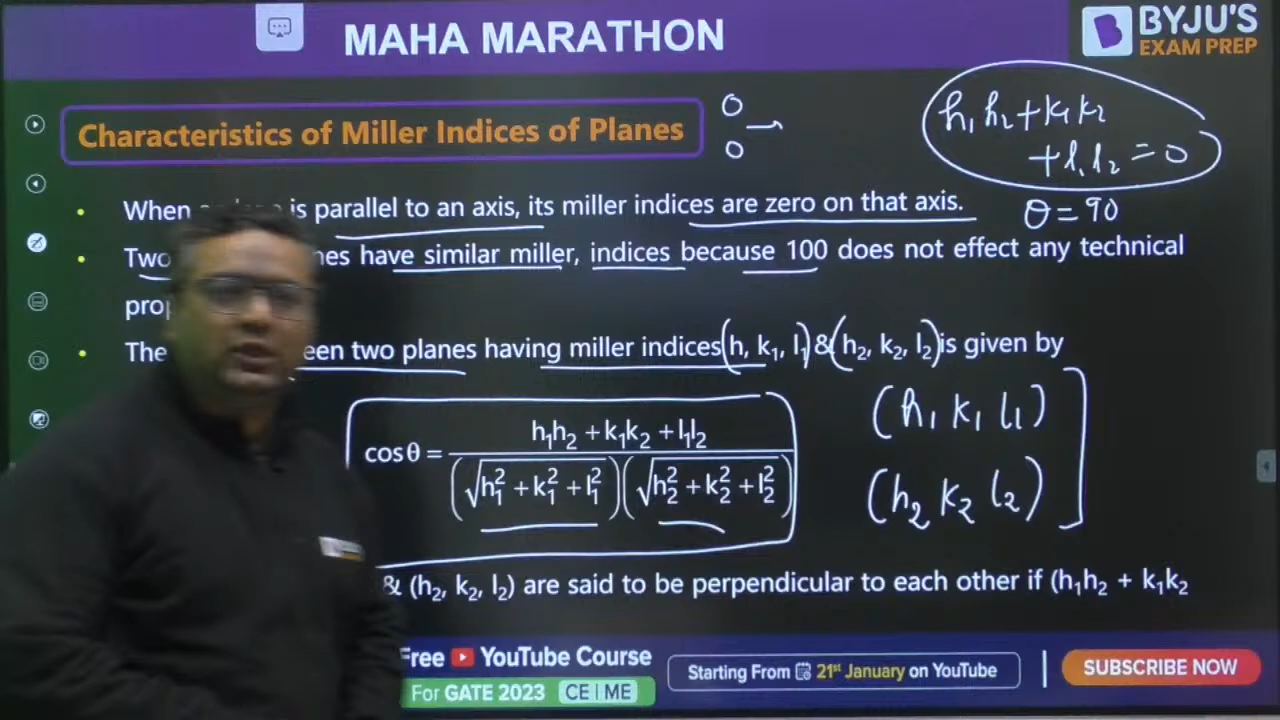 MAHA MARATHON
BYJU'S
EXAM PREP
Characteristics of Miller Indices of Planes
0
0 →
h₁h₂+k₁k₂
+l₁l₂=0
θ=90
When is parallel to an axis, its miller indices are zero on that axis.
Two have similar miller, indices because 100 does not effect any technical
The two planes having miller indices(h, k₁, l₁)&(h₂, k₂, l₂)is given by
cosθ = h₁h₂ + k₁k₂ + l₁l₂ / (√h₁² + k₁² + l₁²)(√h₂² + k₂² + l₂²)
(h₁ k₁ l₁)
(h₂ k₂ l₂)
& (h₂, k₂, l₂) are said to be perpendicular to each other if (h₁h₂ + k₁k₂
Free YouTube Course
For GATE 2023 CE | ME
Starting From 21st January on YouTube
SUBSCRIBE NOW